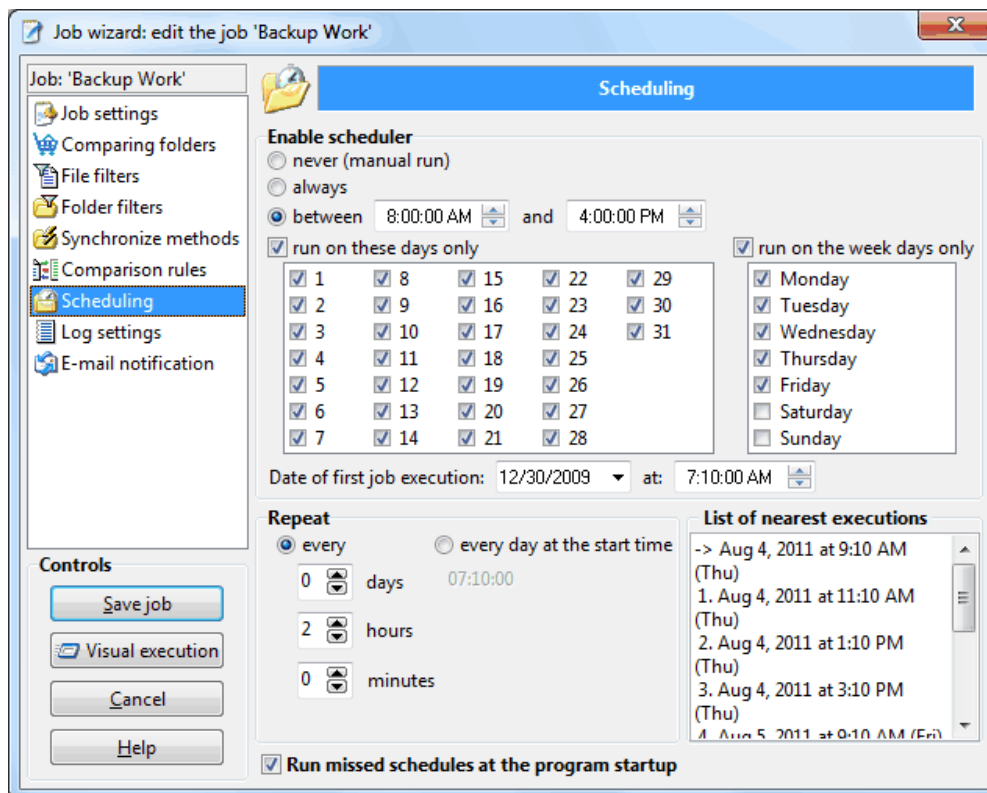 Job wizard: edit the job 'Backup Work'
Job: 'Backup Work'
Job settings
Comparing folders
File filters
Folder filters
Synchronize methods
Comparison rules
Scheduling
Log settings
E-mail notification
Controls
Save job
Visual execution
Cancel
Help
Scheduling
Enable scheduler
never (manual run)
always
between 8:00:00 AM and 4:00:00 PM
run on these days only
1 8 15 22 29
2 9 16 23 30
3 10 17 24 31
4 11 18 25
5 12 19 26
6 13 20 27
7 14 21 28
run on the week days only
Monday
Tuesday
Wednesday
Thursday
Friday
Saturday
Sunday
Date of first job execution: 12/30/2009 at: 7:10:00 AM
Repeat
every every day at the start time
0 days 07:10:00
2 hours
0 minutes
List of nearest executions
-> Aug 4, 2011 at 9:10 AM
(Thu)
1. Aug 4, 2011 at 11:10 AM
(Thu)
2. Aug 4, 2011 at 1:10 PM
(Thu)
3. Aug 4, 2011 at 3:10 PM
(Thu)
4. Aug 5, 2011 at 9:10 AM (Fri)
Run missed schedules at the program startup